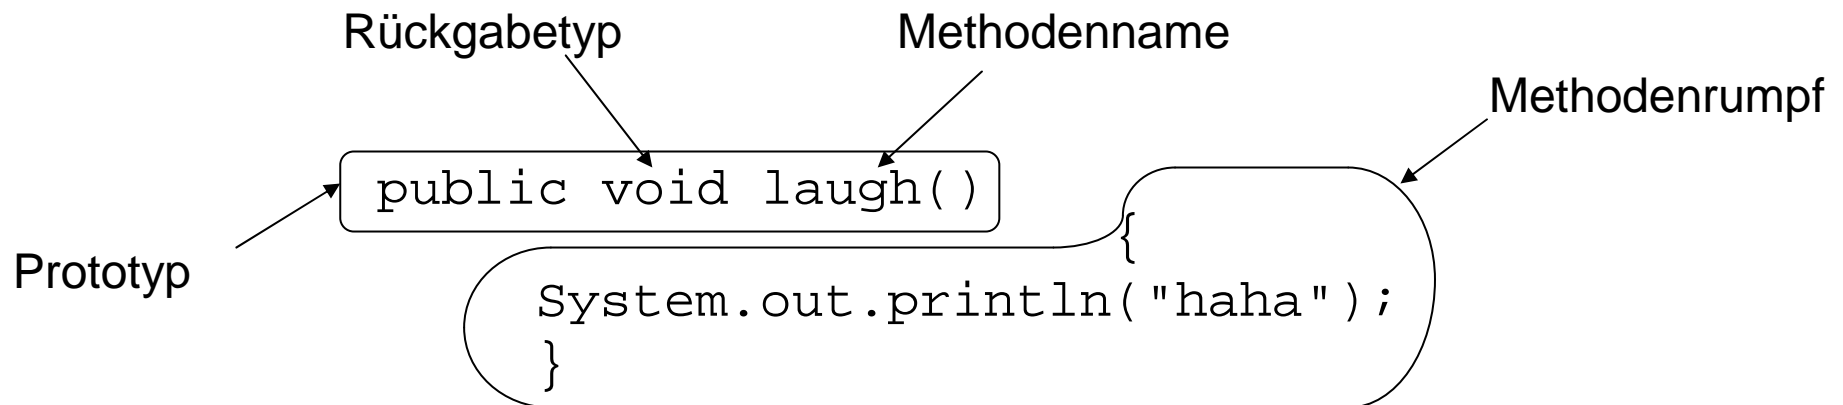 Rückgabetyp
Methodenname
Methodenrumpf
public void laugh()
{
Prototyp
System.out.println("haha");
}